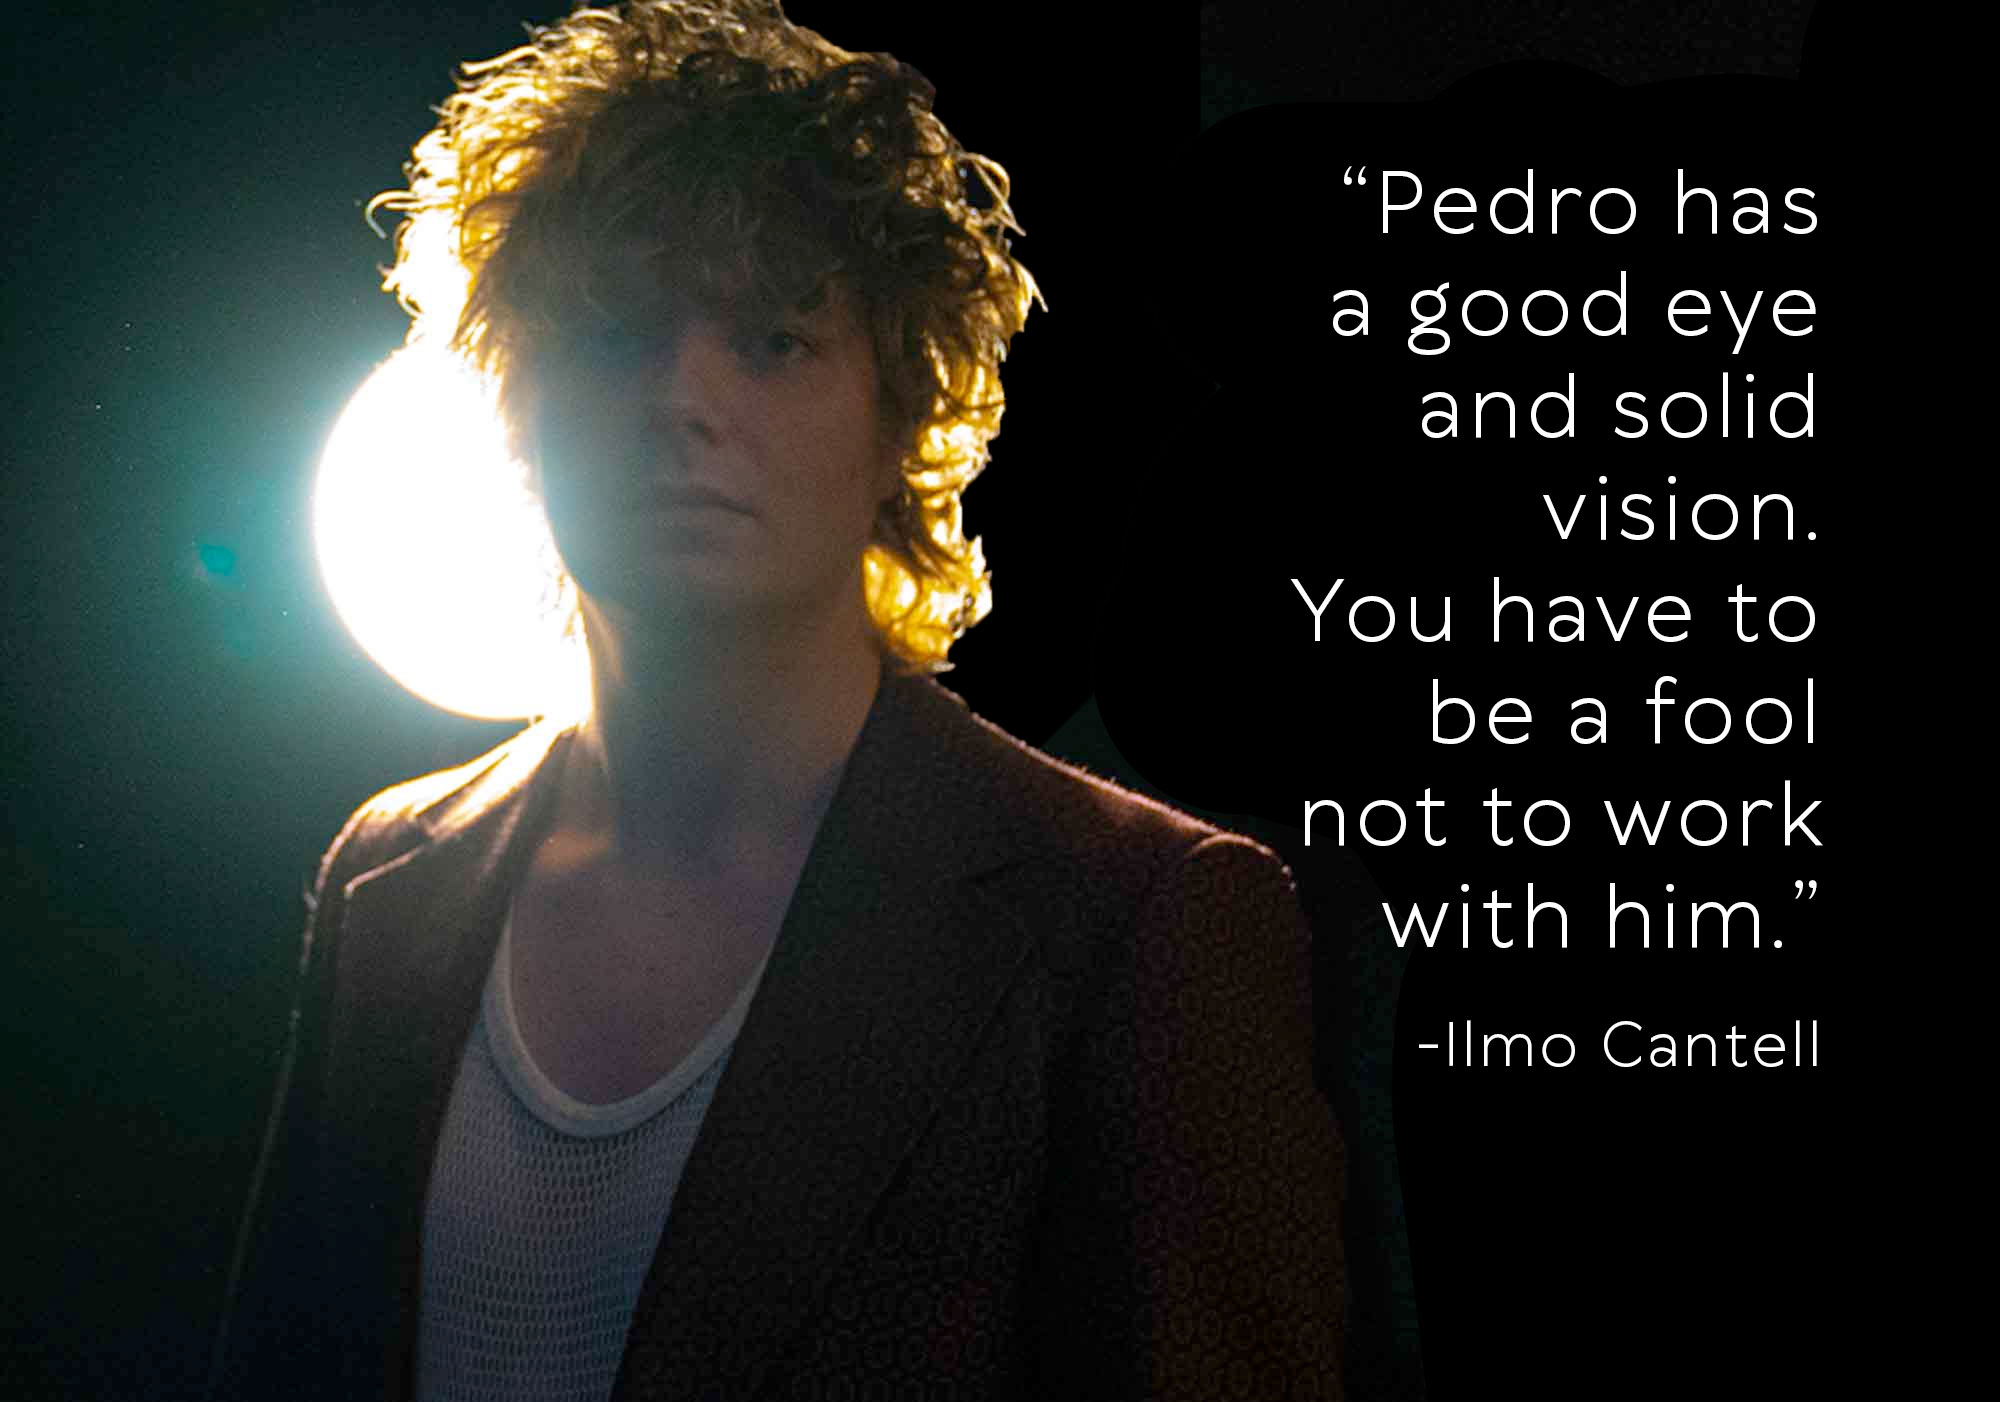 “Pedro has
a good eye
and solid
vision.
You have to
be a fool
not to work
with him.”
-Ilmo Cantell